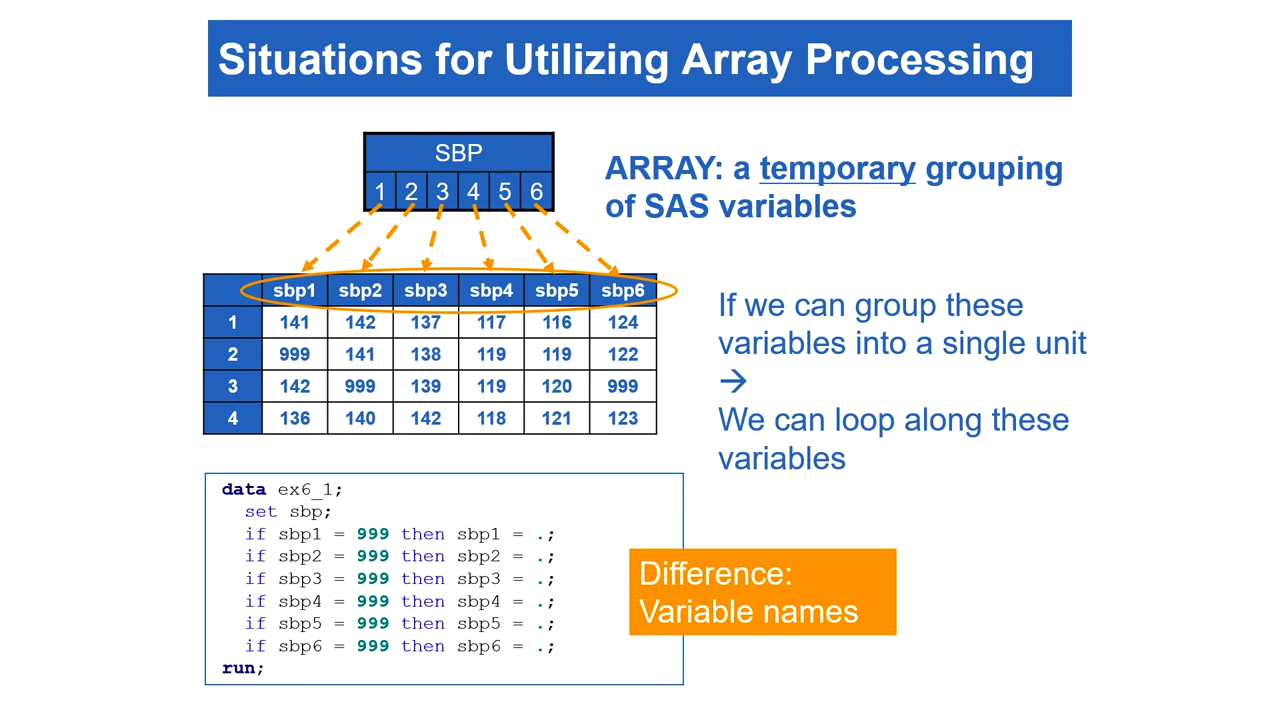 Situations for Utilizing Array Processing
SBP
1 2 3 4 5 6
ARRAY: a temporary grouping
of SAS variables
sbp1 sbp2 sbp3 sbp4 sbp5 sbp6
1 141 142 137 117 116 124
2 999 141 138 119 119 122
3 142 999 139 119 120 999
4 136 140 142 118 121 123
If we can group these
variables into a single unit
→
We can loop along these
variables
data ex6_1;
set sbp;
if sbp1 = 999 then sbp1 = .;
if sbp2 = 999 then sbp2 = .;
if sbp3 = 999 then sbp3 = .;
if sbp4 = 999 then sbp4 = .;
if sbp5 = 999 then sbp5 = .;
if sbp6 = 999 then sbp6 = .;
run;
Difference:
Variable names